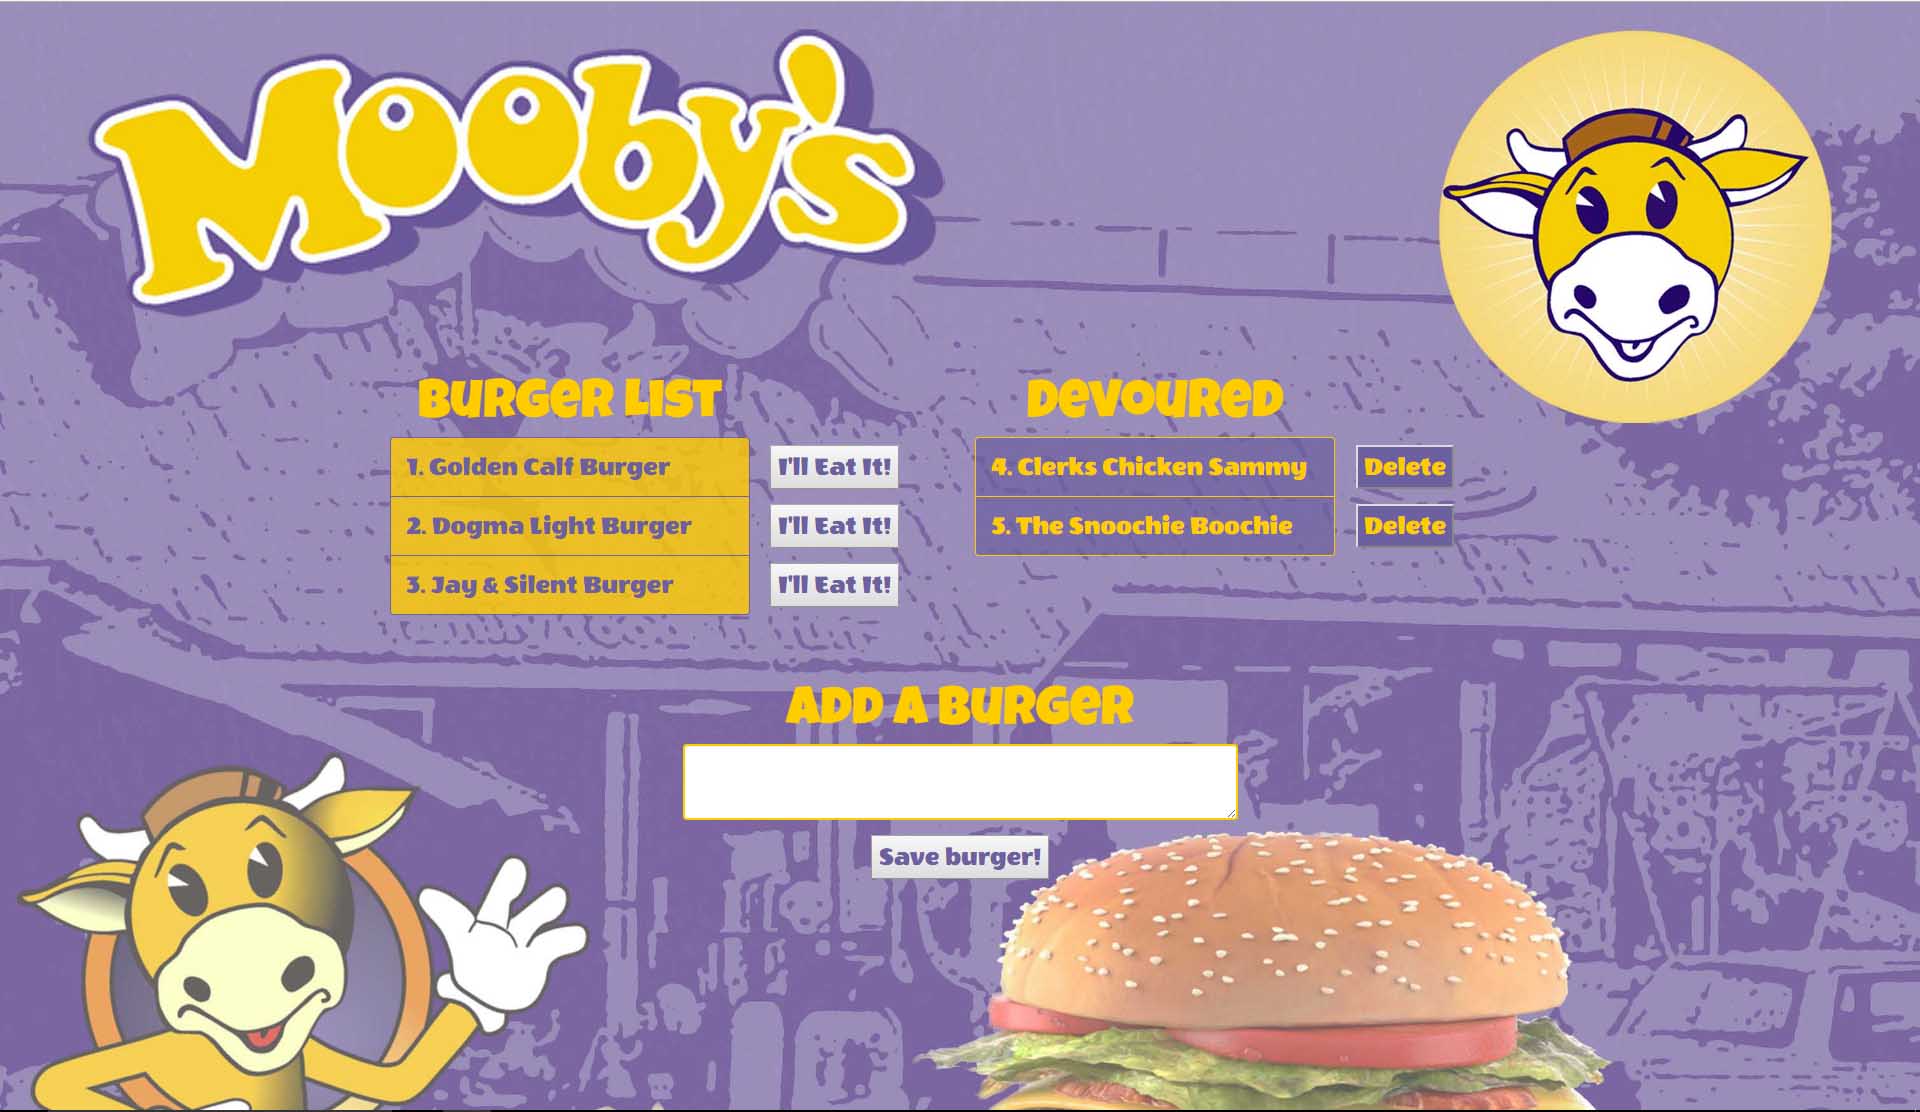 Mooby's
BURGER LIST
1. Golden Calf Burger
I'll Eat It!
2. Dogma Light Burger
I'll Eat It!
3. Jay & Silent Burger
I'll Eat It!
DEVOURED
4. Clerks Chicken Sammy
Delete
5. The Snoochie Boochie
Delete
ADD A BURGER
Save burger!